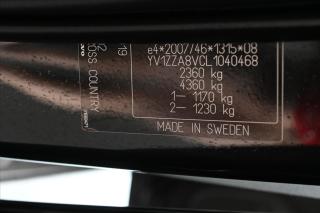 e4*2007/46*1315*08
YV1ZZA8VCL1040468
2360 kg
4360 kg
1— 1170 kg
2— 1230 kg
MADE IN SWEDEN
19
OSS COUNTRY